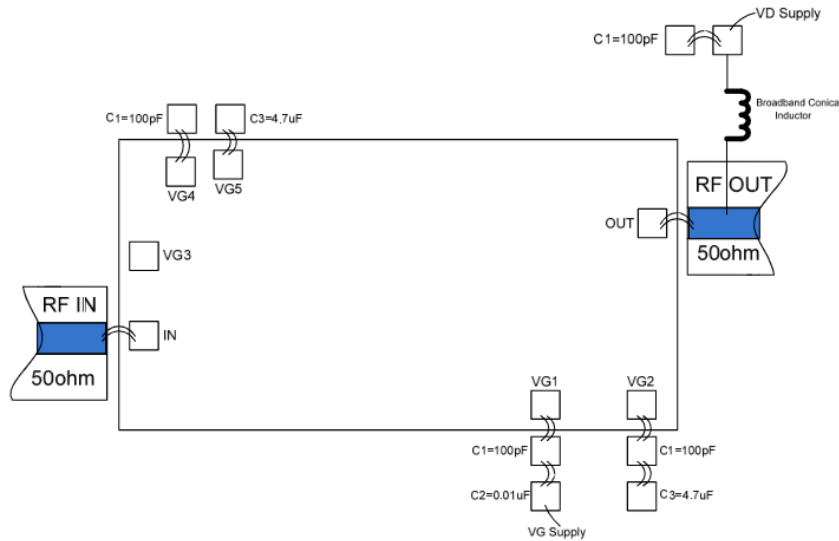 VD Supply
C1=100pF
Broadband Conica
Inductor
C1=100pF
C3=4.7uF
VG4
VG5
RF OUT
OUT
50ohm
VG3
RF IN
IN
50ohm
VG1
VG2
C1=100pF
C1=100pF
C2=0.01uF
C3=4.7uF
VG Supply